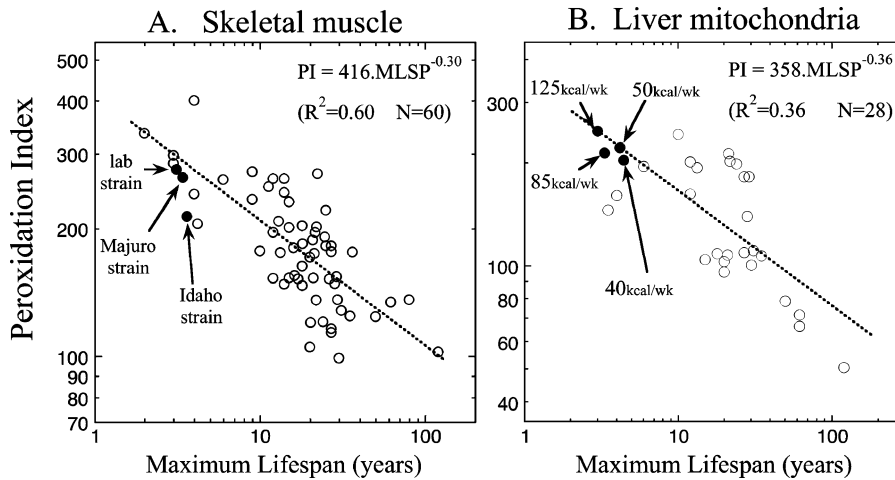 A. Skeletal muscle
B. Liver mitochondria
Peroxidation Index
500
400
300
200
100
90
80
70
PI = 416.MLSP-0.30
(R2=0.60 N=60)
lab
strain
Majuro
strain
Idaho
strain
1
10
100
Maximum Lifespan (years)
300
100
80
60
40
PI = 358.MLSP-0.36
(R2=0.36 N=28)
125kcal/wk
50kcal/wk
85kcal/wk
40kcal/wk
1
10
100
Maximum Lifespan (years)